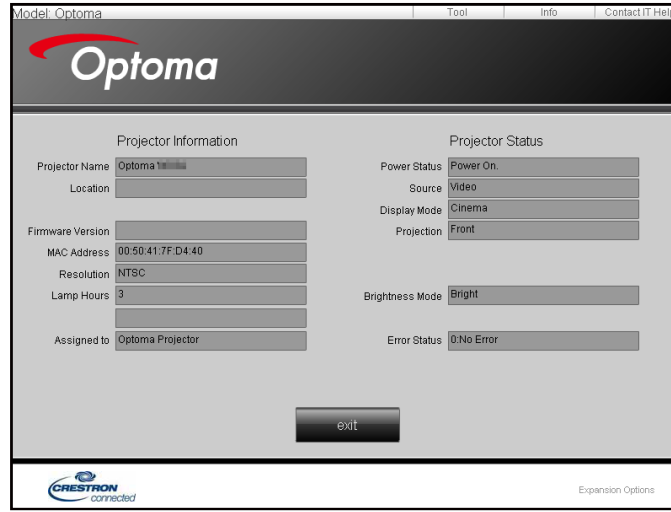 Model: Optoma
Tool Info Contact IT Hel
Optoma
Projector Information
Projector Name Optoma
Location
Firmware Version
MAC Address 00:50:41:7F:D4:40
Resolution NTSC
Lamp Hours 3
Assigned to Optoma Projector
Projector Status
Power Status Power On.
Source Video
Display Mode Cinema
Projection Front
Brightness Mode Bright
Error Status 0:No Error
exit
CRESTRON
connected
Expansion Options